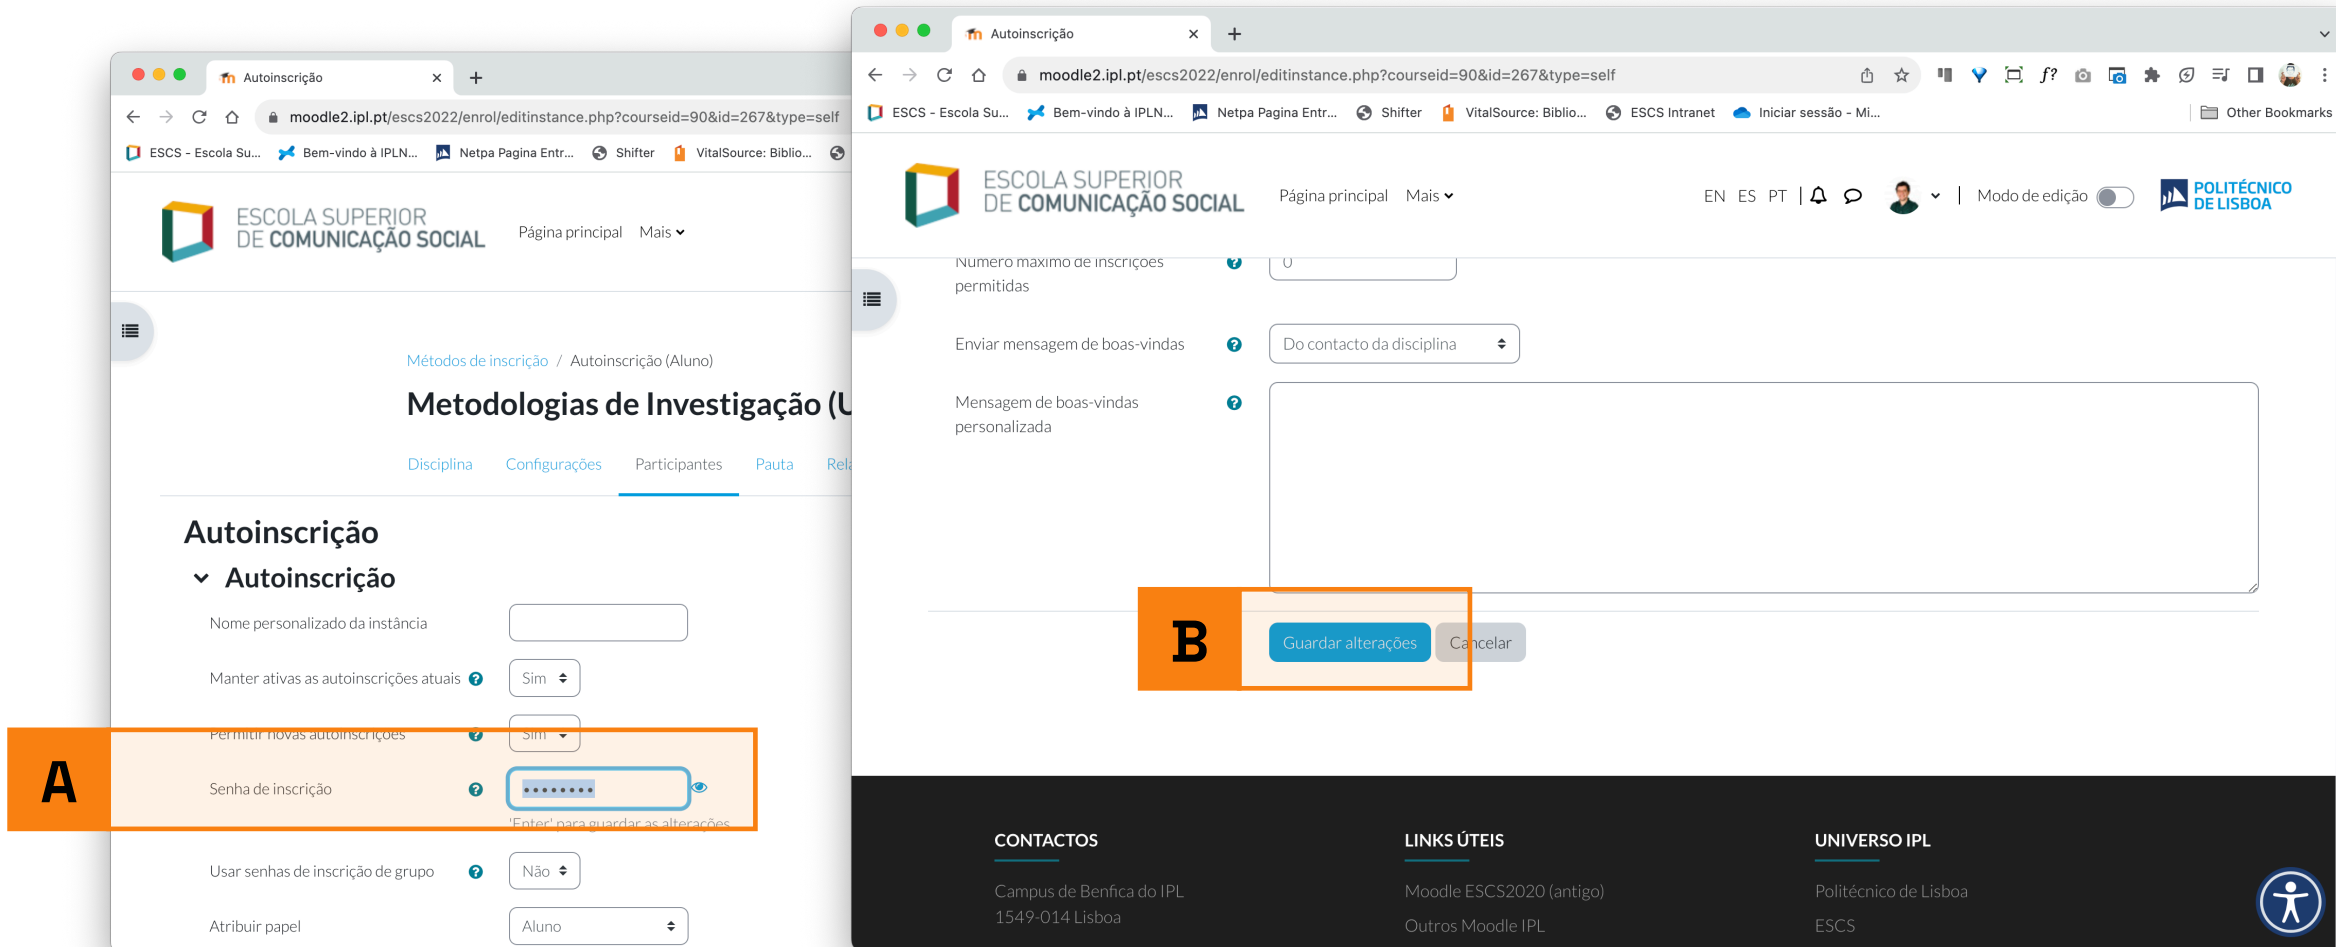 Autoinscrição
moodle2.ipl.pt/escs2022/enrol/editinstance.php?courseid=90&id=267&type=self
ESCS - Escola Su... Bem-vindo à IPLN... Netpa Pagina Entr... Shifter VitalSource: Biblio...
ESCOLA SUPERIOR
DE COMUNICAÇÃO SOCIAL
Página principal Mais
Métodos de inscrição / Autoinscrição (Aluno)
Metodologias de Investigação (U
Disciplina Configurações Participantes Pauta Rela
Autoinscrição
Autoinscrição
Nome personalizado da instância
Manter ativas as autoinscrições atuais Sim
Permitir novas autoinscrições Sim
A
Senha de inscrição ••••••••
'Enter' para guardar as alterações
Usar senhas de inscrição de grupo Não
Atribuir papel Aluno
Autoinscrição
moodle2.ipl.pt/escs2022/enrol/editinstance.php?courseid=90&id=267&type=self f?
ESCS - Escola Su... Bem-vindo à IPLN... Netpa Pagina Entr... Shifter VitalSource: Biblio... ESCS Intranet Iniciar sessão - Mi... Other Bookmarks
ESCOLA SUPERIOR
DE COMUNICAÇÃO SOCIAL
Página principal Mais EN ES PT Modo de edição
POLITÉCNICO
DE LISBOA
Número máximo de inscrições
permitidas
0
Enviar mensagem de boas-vindas Do contacto da disciplina
Mensagem de boas-vindas
personalizada
B
Guardar alterações Cancelar
CONTACTOS
Campus de Benfica do IPL
1549-014 Lisboa
LINKS ÚTEIS
Moodle ESCS2020 (antigo)
Outros Moodle IPL
UNIVERSO IPL
Politécnico de Lisboa
ESCS